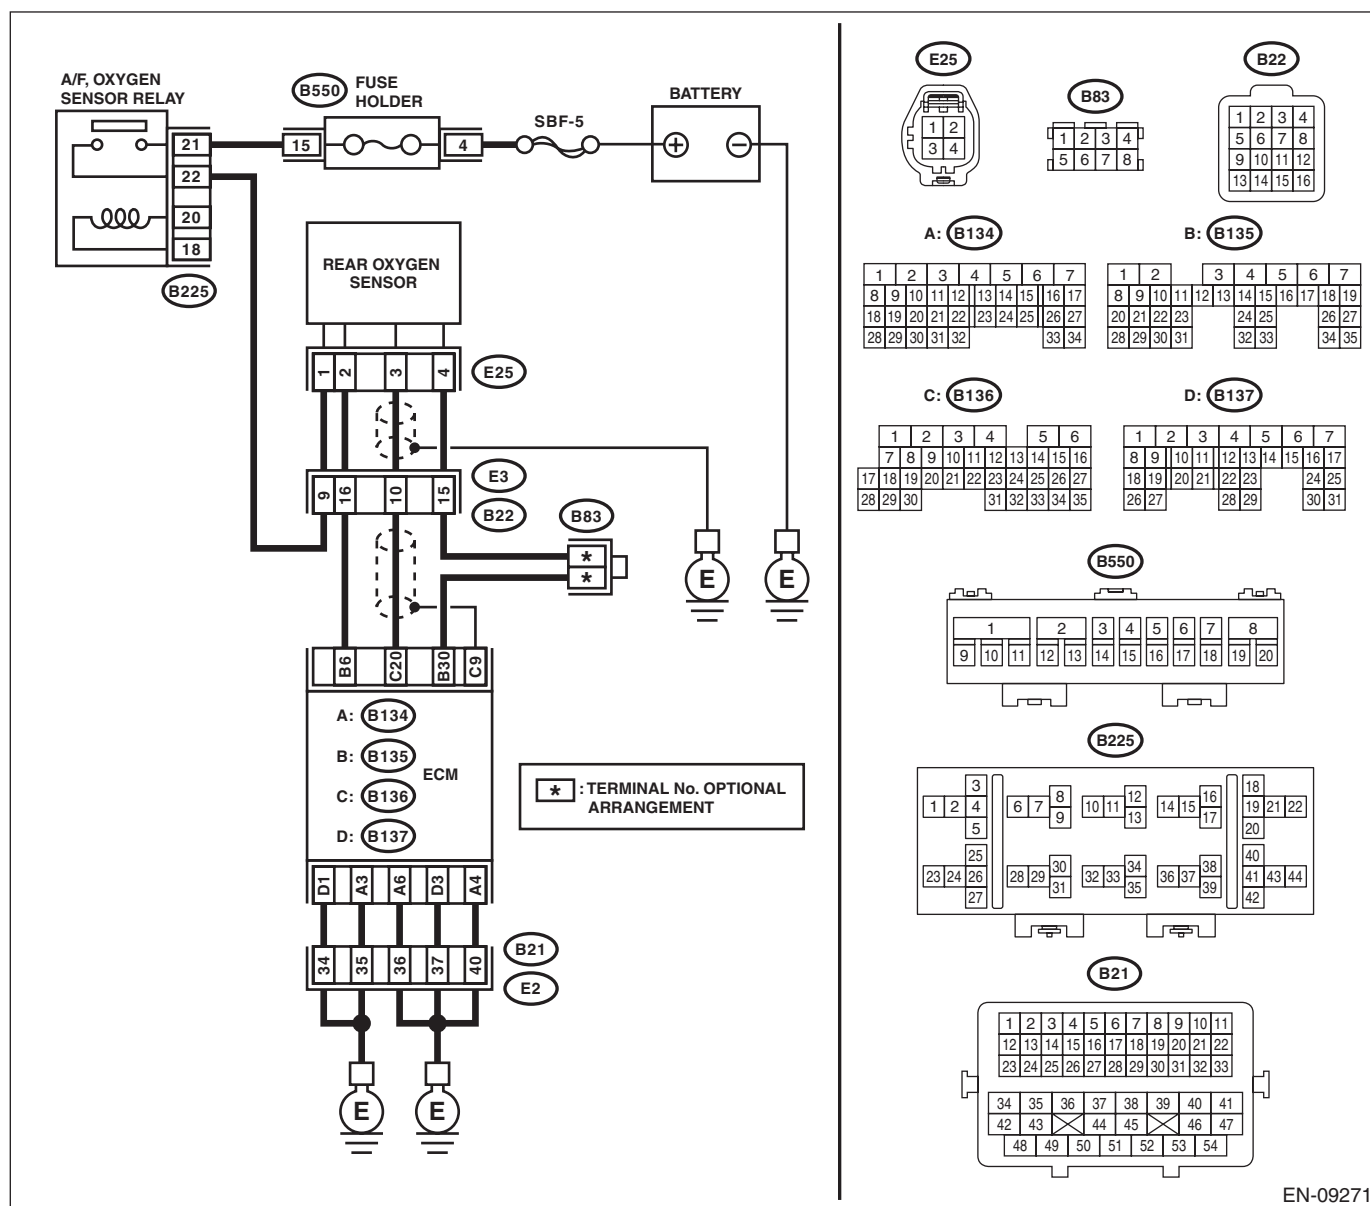 A/F, OXYGEN
SENSOR RELAY
21
22
20
18
B225
B550
FUSE
HOLDER
15
4
SBF-5
BATTERY
+
−
REAR OXYGEN
SENSOR
1 2 3 4
E25
9 16 10 15
E3
B22
B83
*
*
E
E
B6 C20 B30 C9
A: B134
B: B135
C: B136
D: B137
ECM
* : TERMINAL No. OPTIONAL
ARRANGEMENT
D1 A3 A6 D3 A4
34 35 36 37 40
B21
E2
E
E
E25
1 2
3 4
B83
1 2 3 4
5 6 7 8
B22
1 2 3 4
5 6 7 8
9 10 11 12
13 14 15 16
A: B134
1 2 3 4 5 6 7
8 9 10 11 12 13 14 15 16 17
18 19 20 21 22 23 24 25 26 27
28 29 30 31 32 33 34
B: B135
1 2 3 4 5 6 7
8 9 10 11 12 13 14 15 16 17 18 19
20 21 22 23 24 25 26 27
28 29 30 31 32 33 34 35
C: B136
1 2 3 4 5 6
7 8 9 10 11 12 13 14 15 16
17 18 19 20 21 22 23 24 25 26 27
28 29 30 31 32 33 34 35
D: B137
1 2 3 4 5 6 7
8 9 10 11 12 13 14 15 16 17
18 19 20 21 22 23 24 25
26 27 28 29 30 31
B550
1 2 3 4 5 6 7 8
9 10 11 12 13 14 15 16 17 18 19 20
B225
3 8 12 16 18
1 2 4 6 7 10 11 14 15 19 21 22
5 9 13 17 20
25 30 34 38 40
23 24 26 28 29 32 33 36 37 41 43 44
27 31 35 39 42
B21
1 2 3 4 5 6 7 8 9 10 11
12 13 14 15 16 17 18 19 20 21 22
23 24 25 26 27 28 29 30 31 32 33
34 35 36 37 38 39 40 41
42 43 44 45 46 47
48 49 50 51 52 53 54
EN-09271